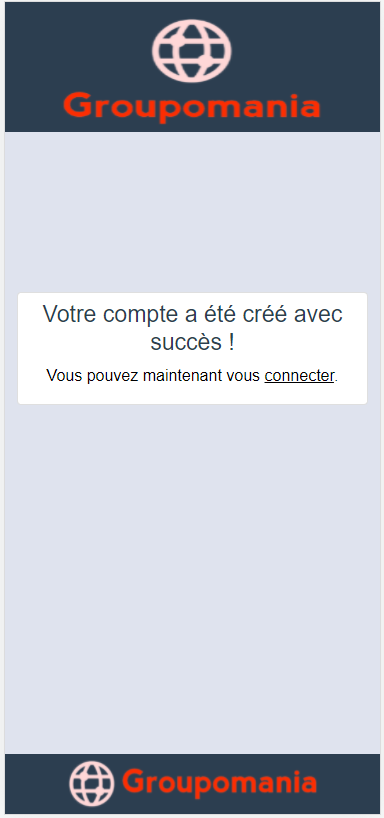 Groupomania
Votre compte a été créé avec
succès !
Vous pouvez maintenant vous connecter.
Groupomania